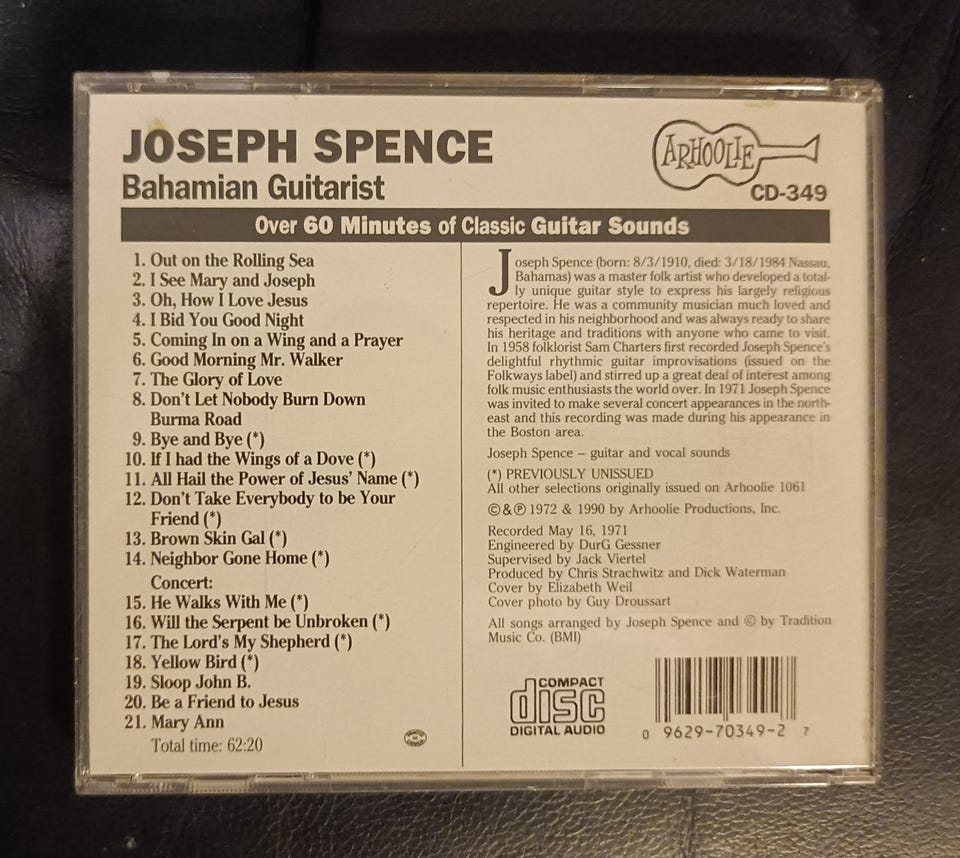 JOSEPH SPENCE
Bahamian Guitarist
ARHOOLIE
CD-349
Over 60 Minutes of Classic Guitar Sounds
1. Out on the Rolling Sea
2. I See Mary and Joseph
3. Oh, How I Love Jesus
4. I Bid You Good Night
5. Coming In on a Wing and a Prayer
6. Good Morning Mr. Walker
7. The Glory of Love
8. Don't Let Nobody Burn Down
Burma Road
9. Bye and Bye (*)
10. If I had the Wings of a Dove (*)
11. All Hail the Power of Jesus' Name (*)
12. Don't Take Everybody to be Your
Friend (*)
13. Brown Skin Gal (*)
14. Neighbor Gone Home (*)
Concert:
15. He Walks With Me (*)
16. Will the Serpent be Unbroken (*)
17. The Lord's My Shepherd (*)
18. Yellow Bird (*)
19. Sloop John B.
20. Be a Friend to Jesus
21. Mary Ann
Total time: 62:20
Joseph Spence (born: 8/3/1910, died: 3/18/1984 Nassau,
Bahamas) was a master folk artist who developed a total-
ly unique guitar style to express his largely religious
repertoire. He was a community musician much loved and
respected in his neighborhood and was always ready to share
his heritage and traditions with anyone who came to visit.
In 1958 folklorist Sam Charters first recorded Joseph Spence's
delightful rhythmic guitar improvisations (issued on the
Folkways label) and stirred up a great deal of interest among
folk music enthusiasts the world over. In 1971 Joseph Spence
was invited to make several concert appearances in the north-
east and this recording was made during his appearance in
the Boston area.
Joseph Spence – guitar and vocal sounds
(*) PREVIOUSLY UNISSUED
All other selections originally issued on Arhoolie 1061
©&℗ 1972 & 1990 by Arhoolie Productions, Inc.
Recorded May 16, 1971
Engineered by DurG Gessner
Supervised by Jack Viertel
Produced by Chris Strachwitz and Dick Waterman
Cover by Elizabeth Weil
Cover photo by Guy Droussart
All songs arranged by Joseph Spence and © by Tradition
Music Co. (BMI)
COMPACT
disc
DIGITAL AUDIO
0 9629-70349-2 7